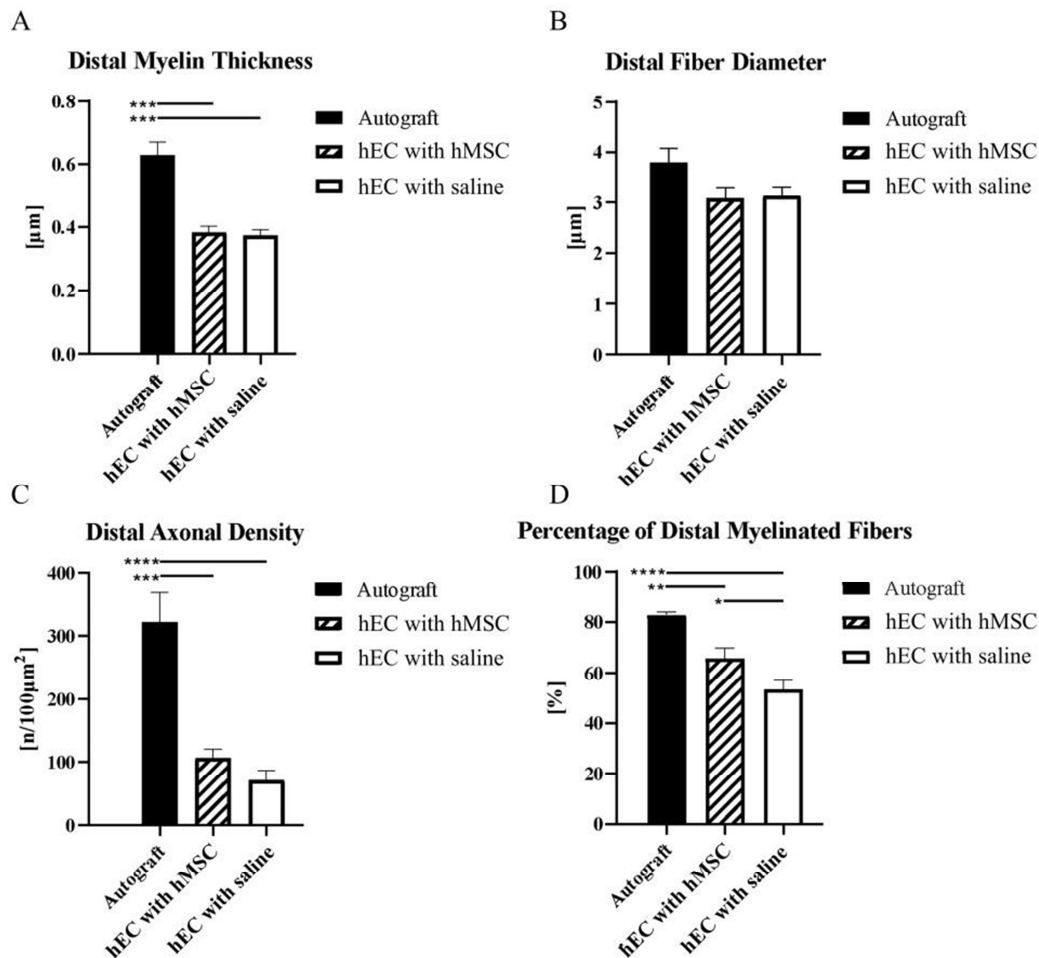 A
Distal Myelin Thickness
***
***
0.8
0.6
0.4
0.2
0.0
[µm]
Autograft
hEC with hMSC
hEC with saline
Autograft
hEC with hMSC
hEC with saline
B
Distal Fiber Diameter
5
4
3
2
1
0
[µm]
Autograft
hEC with hMSC
hEC with saline
Autograft
hEC with hMSC
hEC with saline
C
Distal Axonal Density
****
***
400
300
200
100
0
[n/100µm²]
Autograft
hEC with hMSC
hEC with saline
Autograft
hEC with hMSC
hEC with saline
D
Percentage of Distal Myelinated Fibers
****
**
*
100
80
60
40
20
0
[%]
Autograft
hEC with hMSC
hEC with saline
Autograft
hEC with hMSC
hEC with saline